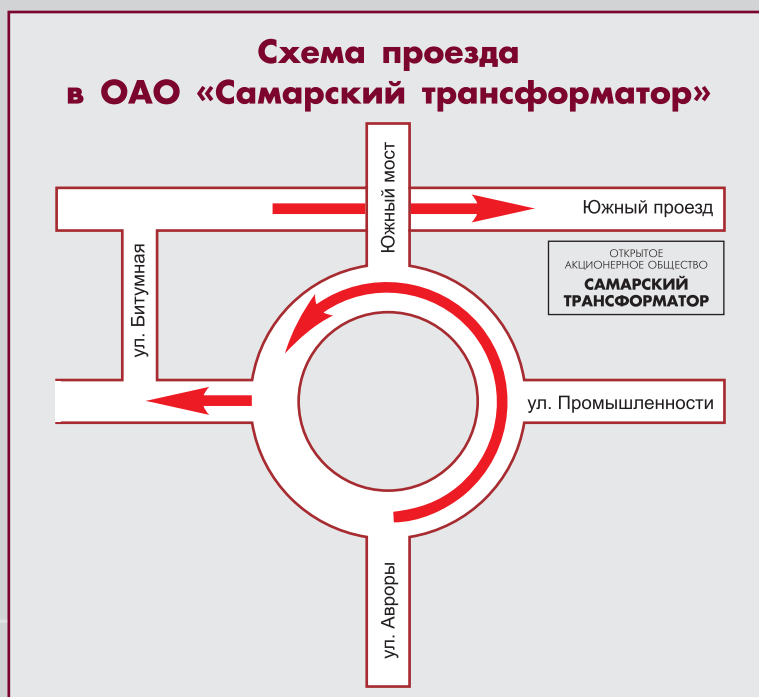 Схема проезда
в ОАО «Самарский трансформатор»
Южный мост
Южный проезд
ОТКРЫТОЕ
АКЦИОНЕРНОЕ ОБЩЕСТВО
САМАРСКИЙ
ТРАНСФОРМАТОР
ул. Битумная
ул. Промышленности
ул. Авроры